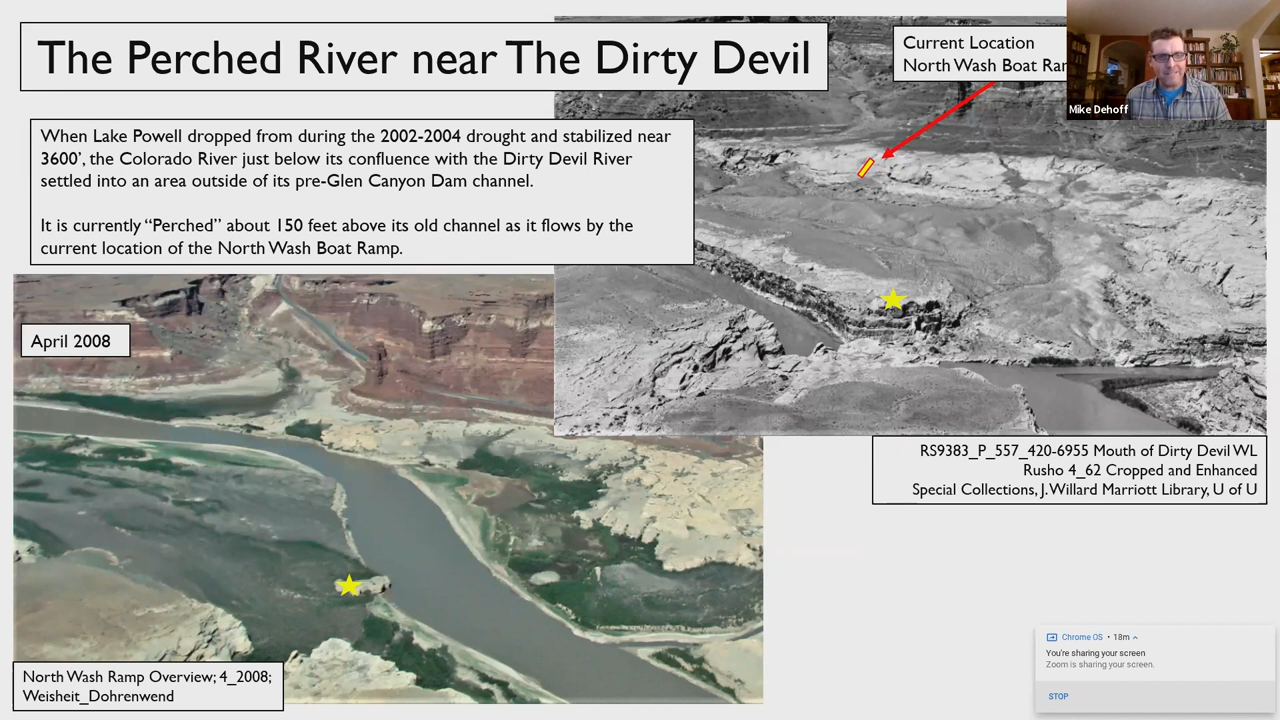 The Perched River near The Dirty Devil
Current Location
North Wash Boat Ram
Mike Dehoff
When Lake Powell dropped from during the 2002-2004 drought and stabilized near
3600’, the Colorado River just below its confluence with the Dirty Devil River
settled into an area outside of its pre-Glen Canyon Dam channel.
It is currently “Perched” about 150 feet above its old channel as it flows by the
current location of the North Wash Boat Ramp.
April 2008
RS9383_P_557_420-6955 Mouth of Dirty Devil WL
Rusho 4_62 Cropped and Enhanced
Special Collections, J. Willard Marriott Library, U of U
North Wash Ramp Overview; 4_2008;
Weisheit_Dohrenwend
Chrome OS • 18m
You're sharing your screen
Zoom is sharing your screen.
STOP